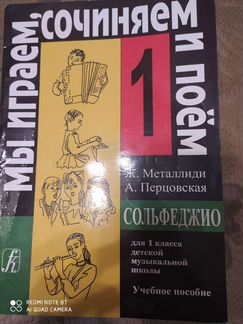 МЫ ИГРАЕМ, СОЧИНЯЕМ И ПОЁМ
1
Ж. Металлиди
А. Перцовская
СОЛЬФЕДЖИО
для 1 класса
детской
музыкальной
школы
Учебное пособие
REDMI NOTE 8T
AI QUAD CAMERA